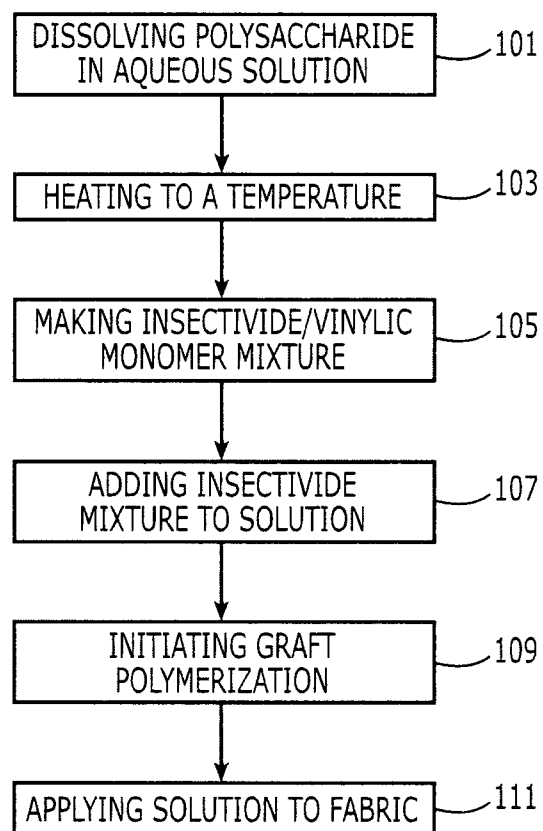 DISSOLVING POLYSACCHARIDE
IN AQUEOUS SOLUTION
101
HEATING TO A TEMPERATURE
103
MAKING INSECTIVIDE/VINYLIC
MONOMER MIXTURE
105
ADDING INSECTIVIDE
MIXTURE TO SOLUTION
107
INITIATING GRAFT
POLYMERIZATION
109
APPLYING SOLUTION TO FABRIC
111